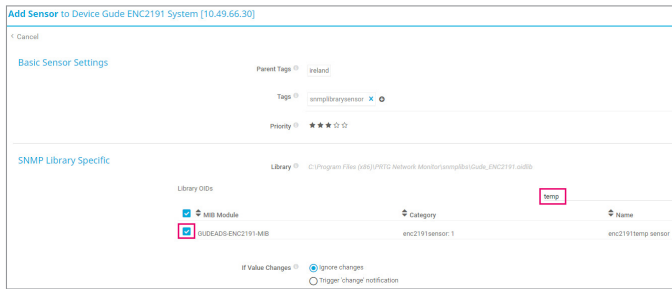 Add Sensor to Device Gude ENC2191 System [10.49.66.30]
< Cancel
Basic Sensor Settings
Parent Tags
ireland
Tags
snmplibrarysensor ×
Priority
SNMP Library Specific
Library
C:\Program Files (x86)\PRTG Network Monitor\snmplibs\Gude_ENC2191.oidlib
Library OIDs
temp
MIB Module Category Name
GUDEADS-ENC2191-MIB enc2191sensor: 1 enc2191temp sensor
If Value Changes
Ignore changes
Trigger 'change' notification